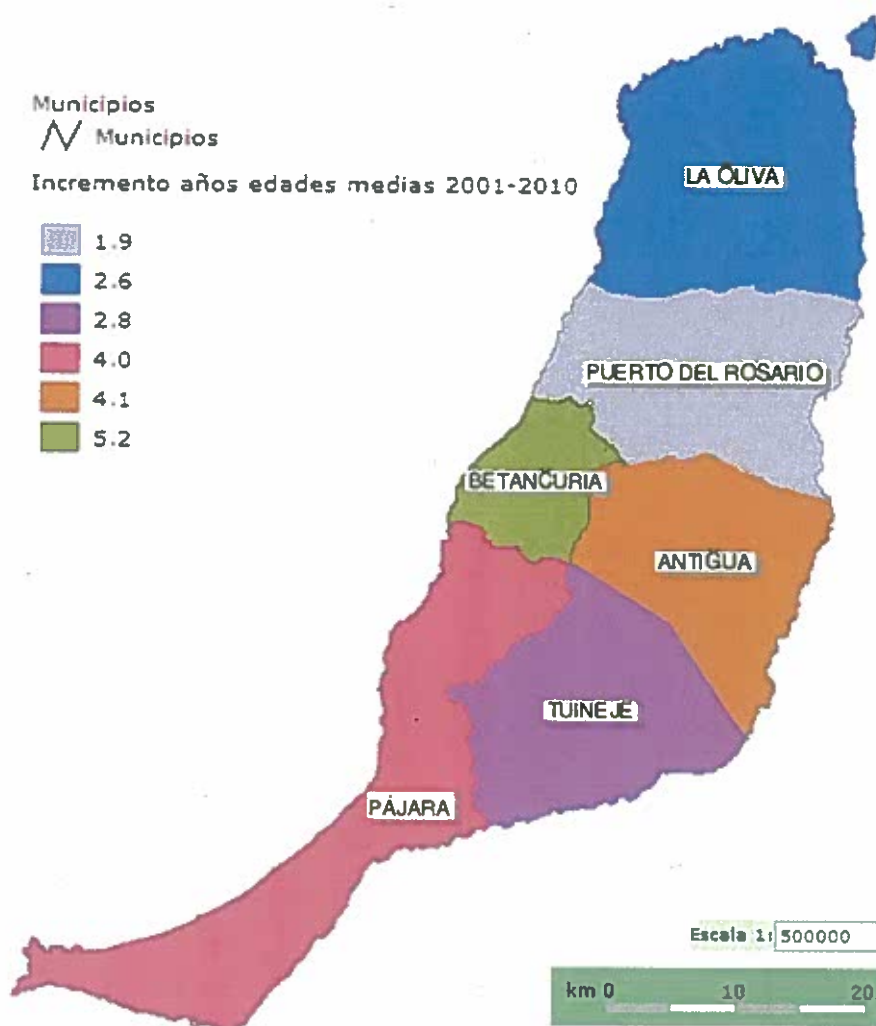 Municipios
Municipios
Incremento años edades medias 2001-2010
1.9
2.6
2.8
4.0
4.1
5.2
LA OLIVA
PUERTO DEL ROSARIO
BETANCURIA
ANTIGUA
TUINEJE
PÁJARA
Escala 1: 500000
km 0 10 20